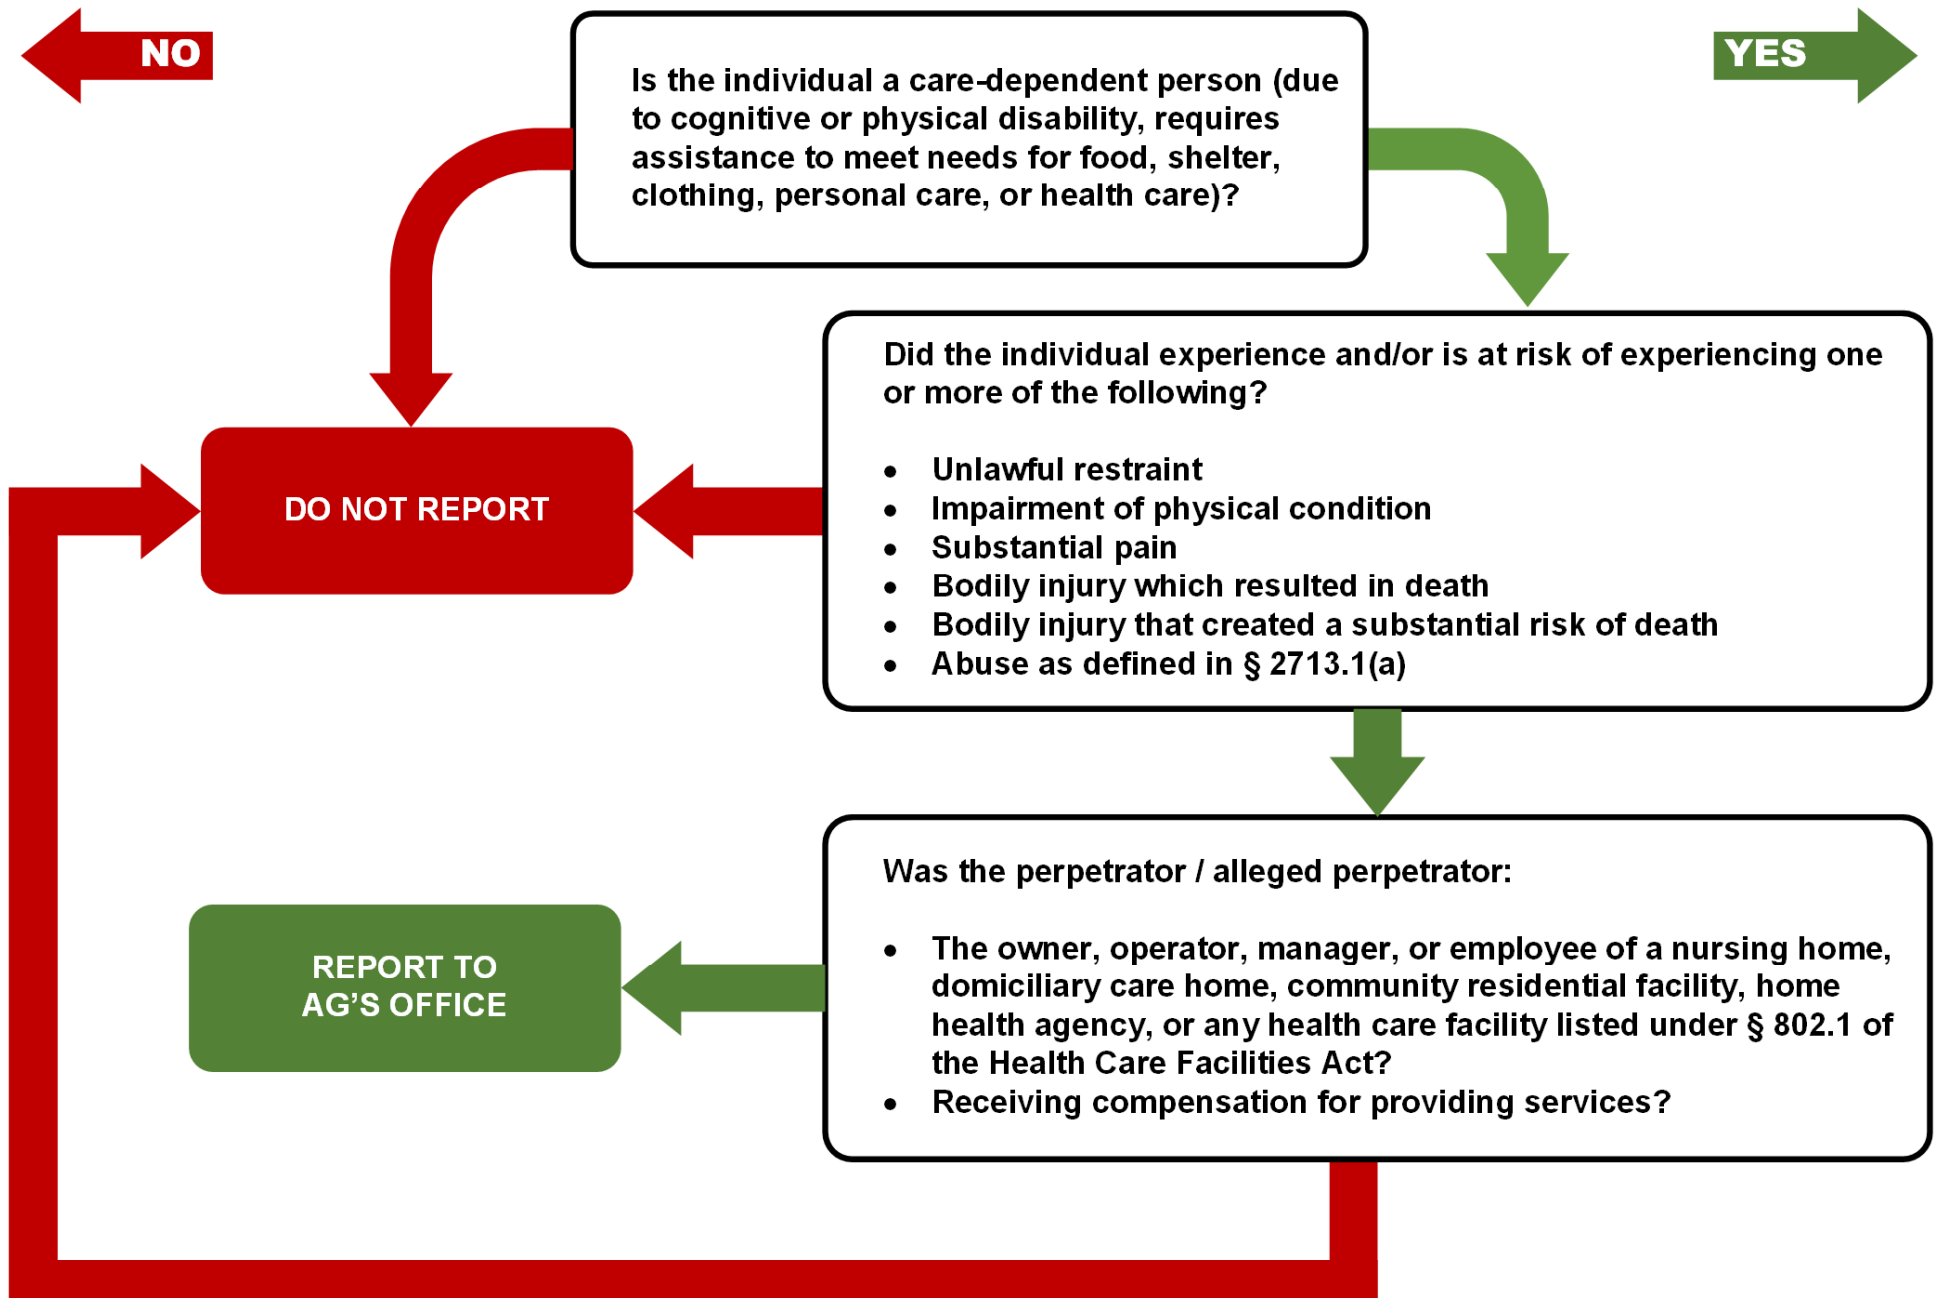 NO
YES
Is the individual a care-dependent person (due
to cognitive or physical disability, requires
assistance to meet needs for food, shelter,
clothing, personal care, or health care)?
Did the individual experience and/or is at risk of experiencing one
or more of the following?
• Unlawful restraint
• Impairment of physical condition
• Substantial pain
• Bodily injury which resulted in death
• Bodily injury that created a substantial risk of death
• Abuse as defined in § 2713.1(a)
DO NOT REPORT
Was the perpetrator / alleged perpetrator:
• The owner, operator, manager, or employee of a nursing home,
domiciliary care home, community residential facility, home
health agency, or any health care facility listed under § 802.1 of
the Health Care Facilities Act?
• Receiving compensation for providing services?
REPORT TO
AG’S OFFICE